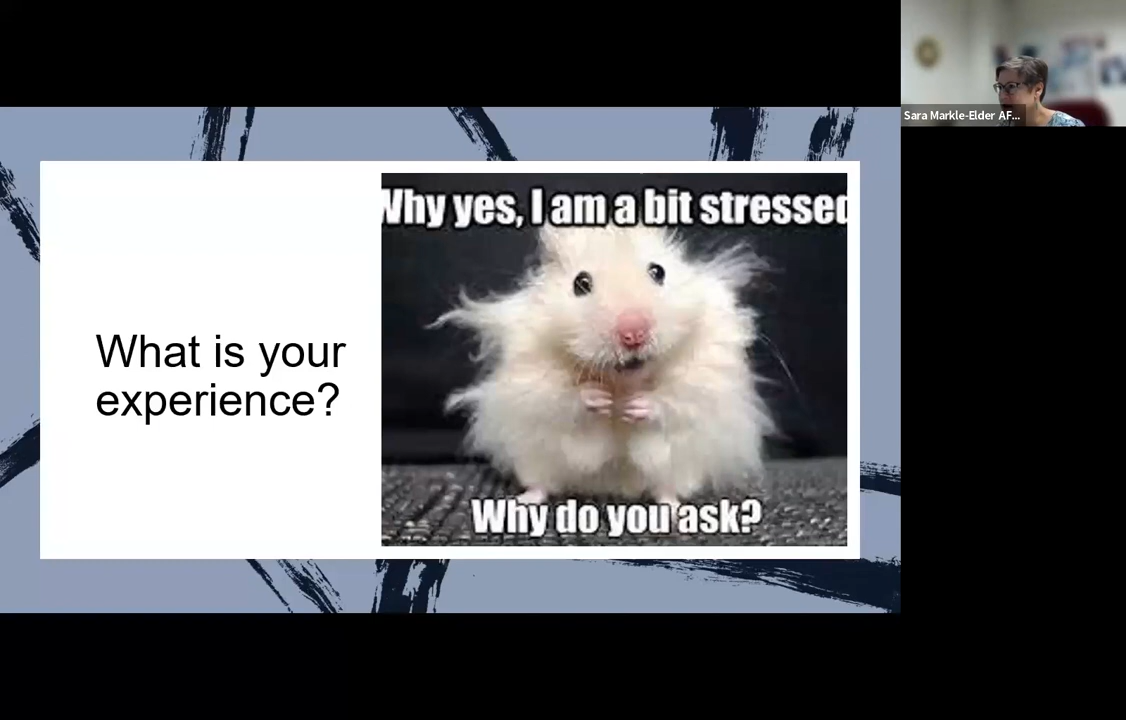 Sara Markle-Elder AF...
Why yes, I am a bit stressed
What is your
experience?
Why do you ask?